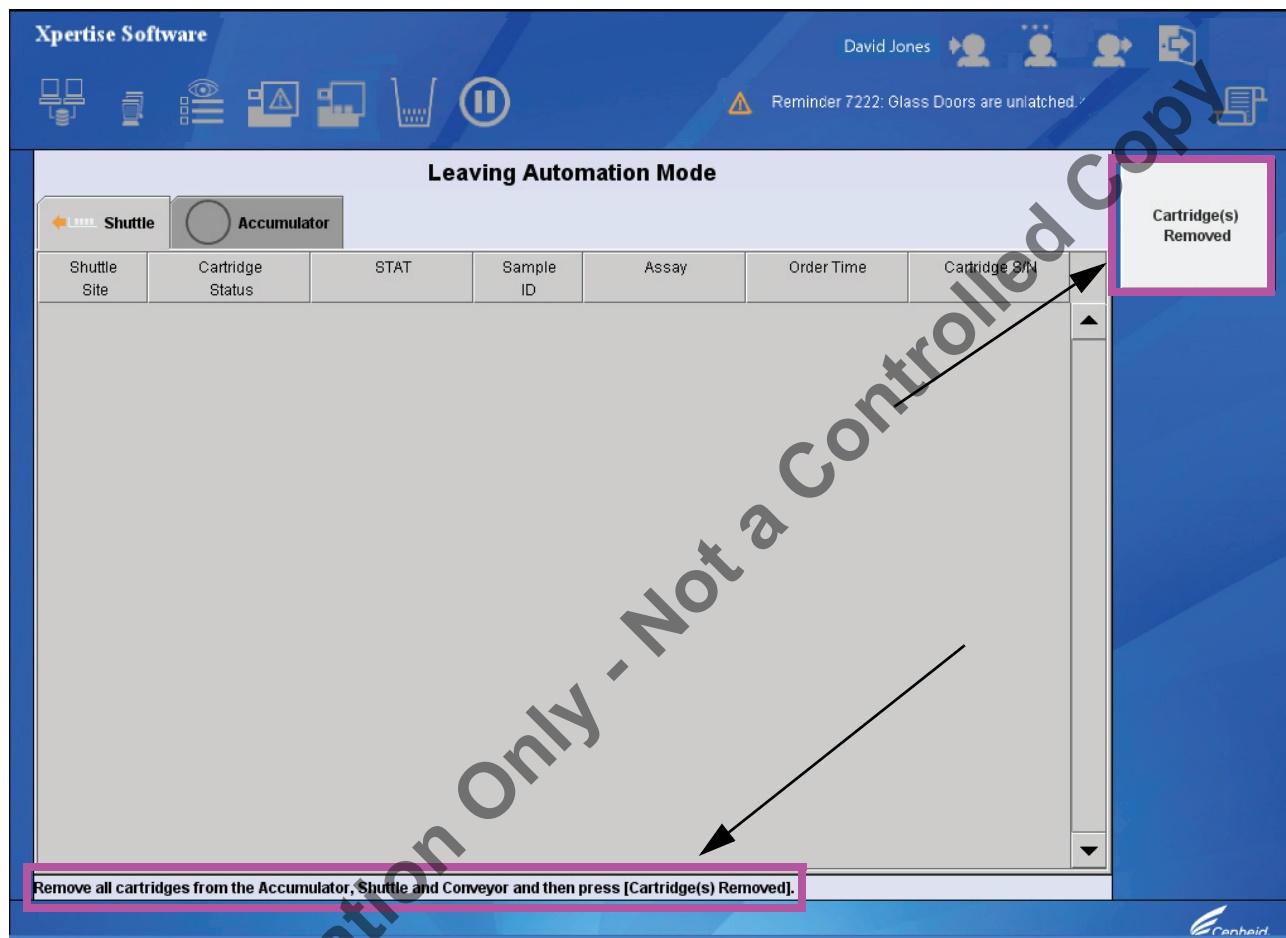 Xpertise Software
David Jones
Reminder 7222: Glass Doors are unlatched.
Leaving Automation Mode
Cartridge(s)
Removed
Shuttle
Accumulator
Shuttle
Site
Cartridge
Status
STAT
Sample
ID
Assay
Order Time
Cartridge S/N
Remove all cartridges from the Accumulator, Shuttle and Conveyor and then press [Cartridge(s) Removed].
ation Only - Not a Controlled Copy
Cepheid.